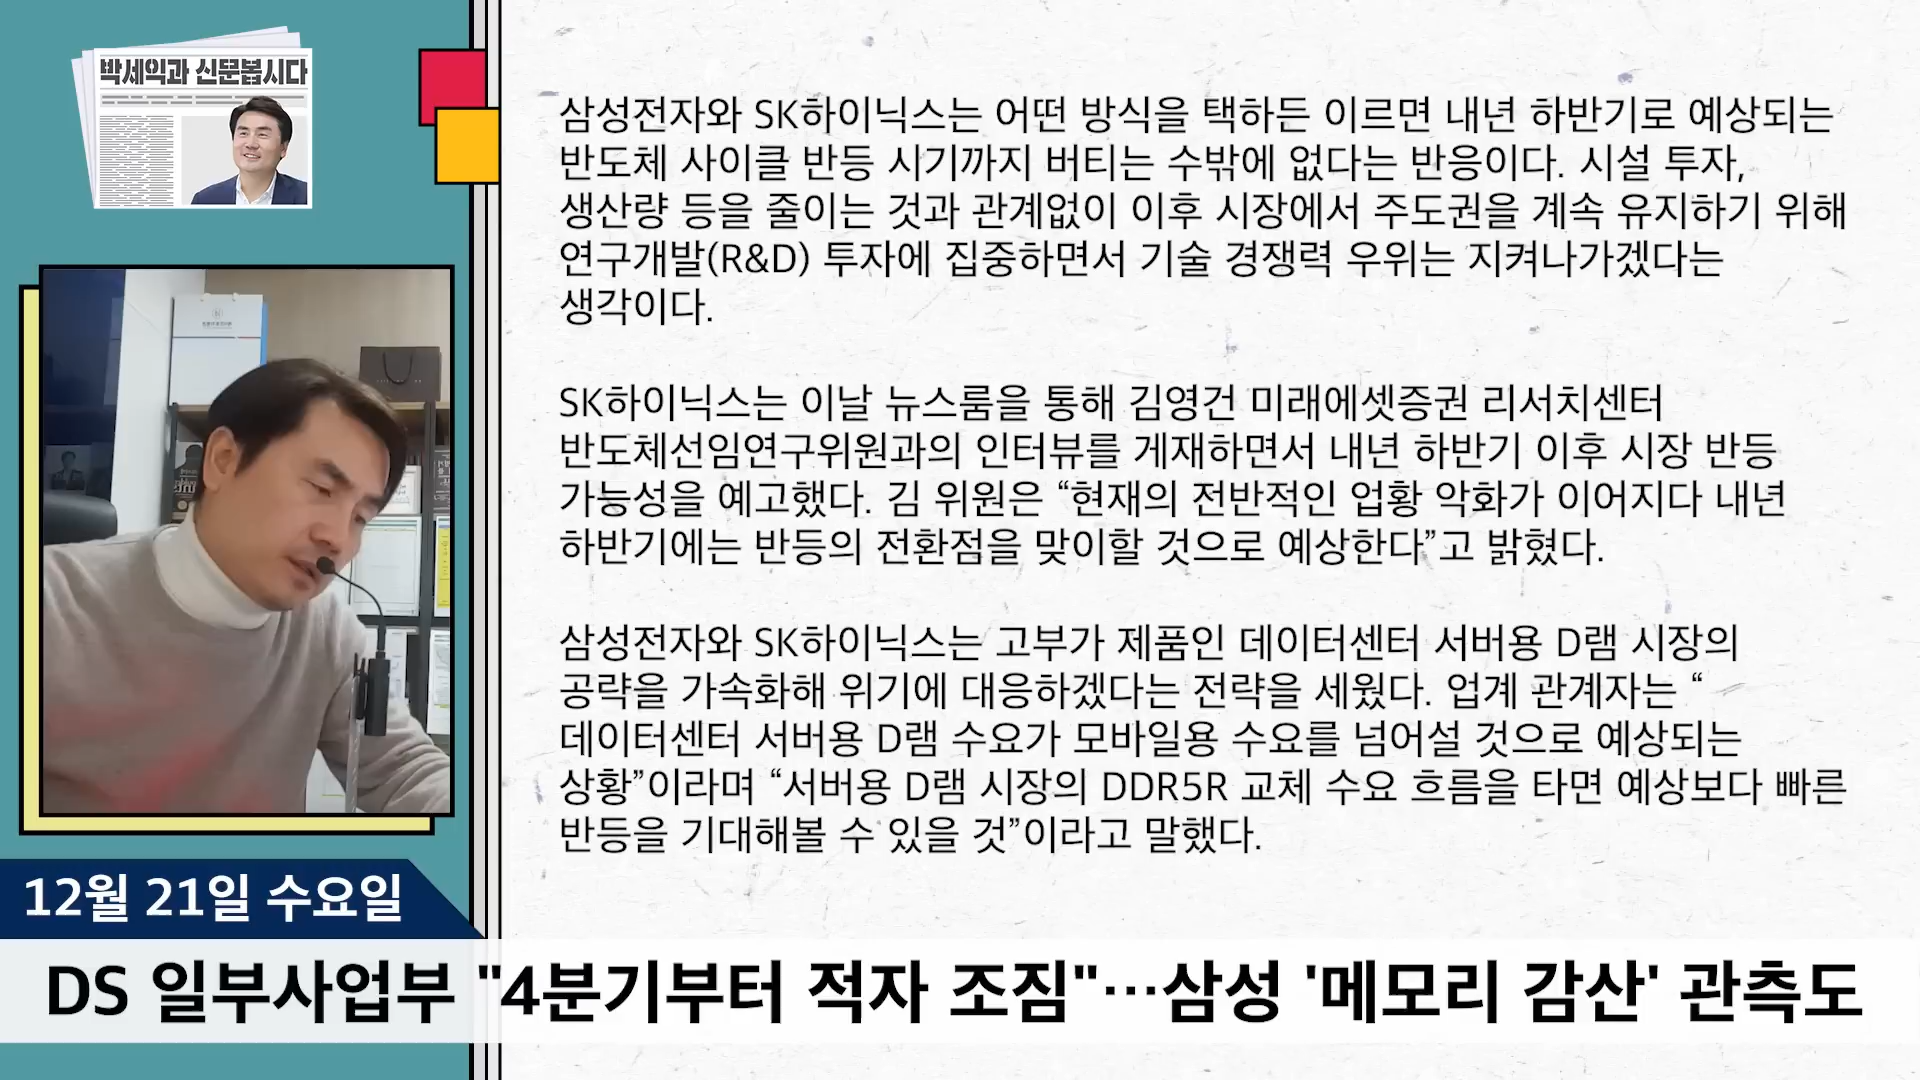 박세익과 신문봅시다
삼성전자와 SK하이닉스는 어떤 방식을 택하든 이르면 내년 하반기로 예상되는
반도체 사이클 반등 시기까지 버티는 수밖에 없다는 반응이다. 시설 투자,
생산량 등을 줄이는 것과 관계없이 이후 시장에서 주도권을 계속 유지하기 위해
연구개발(R&D) 투자에 집중하면서 기술 경쟁력 우위는 지켜나가겠다는
생각이다.
SK하이닉스는 이날 뉴스룸을 통해 김영건 미래에셋증권 리서치센터
반도체선임연구위원과의 인터뷰를 게재하면서 내년 하반기 이후 시장 반등
가능성을 예고했다. 김 위원은 “현재의 전반적인 업황 악화가 이어지다 내년
하반기에는 반등의 전환점을 맞이할 것으로 예상한다”고 밝혔다.
삼성전자와 SK하이닉스는 고부가 제품인 데이터센터 서버용 D램 시장의
공략을 가속화해 위기에 대응하겠다는 전략을 세웠다. 업계 관계자는 “
데이터센터 서버용 D램 수요가 모바일용 수요를 넘어설 것으로 예상되는
상황”이라며 “서버용 D램 시장의 DDR5R 교체 수요 흐름을 타면 예상보다 빠른
반등을 기대해볼 수 있을 것”이라고 말했다.
12월 21일 수요일
DS 일부사업부 "4분기부터 적자 조짐"…삼성 '메모리 감산' 관측도